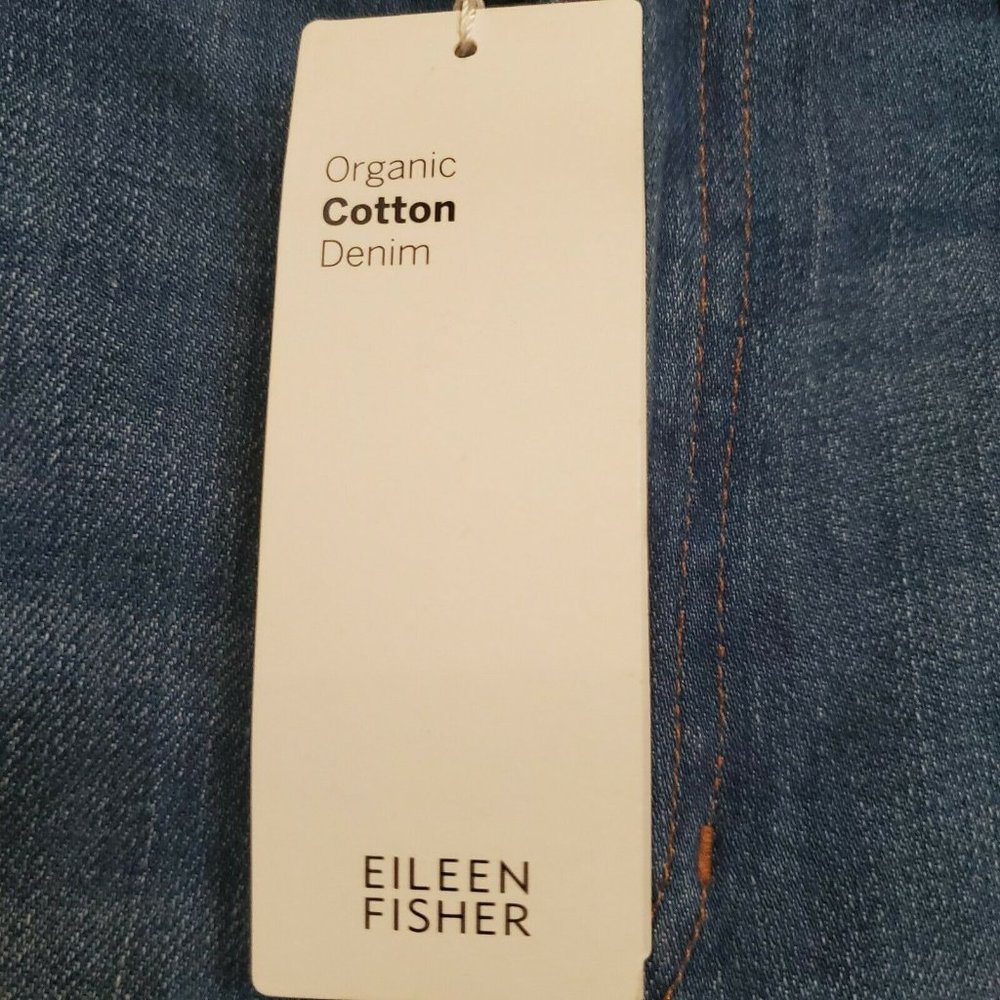 Organic
Cotton
Denim
EILEEN
FISHER